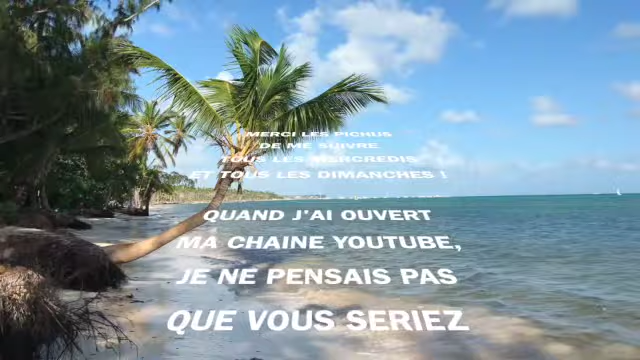 MERCI LES PICHUS
DE ME SUIVRE
TOUS LES MERCREDIS
ET TOUS LES DIMANCHES !
QUAND J'AI OUVERT
MA CHAINE YOUTUBE,
JE NE PENSAIS PAS
QUE VOUS SERIEZ